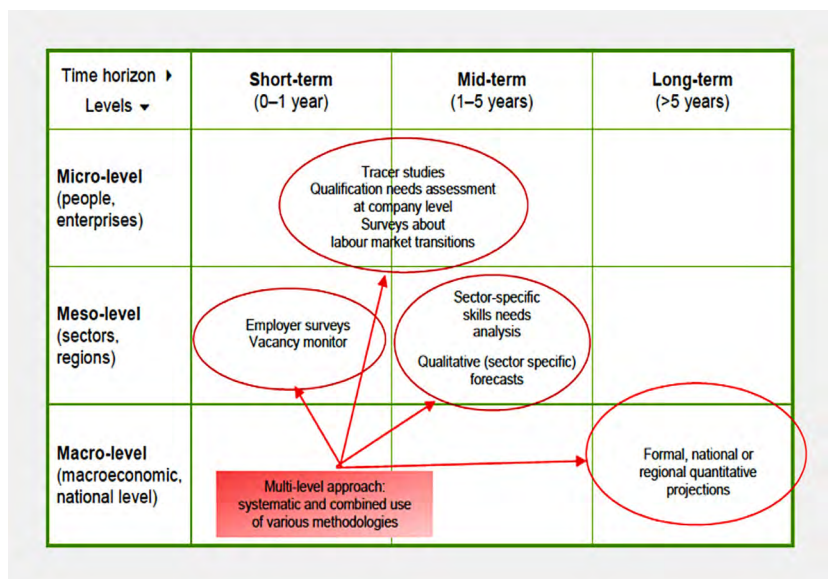 Time horizon ▸
Levels ▾
Short-term
(0–1 year)
Mid-term
(1–5 years)
Long-term
(>5 years)
Micro-level
(people,
enterprises)
Tracer studies
Qualification needs assessment
at company level
Surveys about
labour market transitions
Meso-level
(sectors,
regions)
Employer surveys
Vacancy monitor
Sector-specific
skills needs
analysis
Qualitative (sector specific)
forecasts
Macro-level
(macroeconomic,
national level)
Multi-level approach:
systematic and combined use
of various methodologies
Formal, national or
regional quantitative
projections